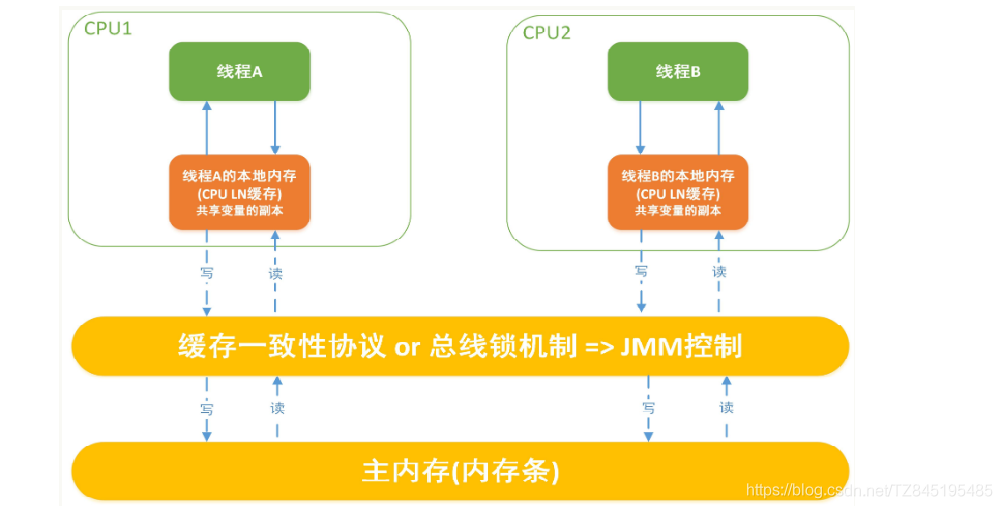 CPU1
CPU2
线程A
线程B
线程A的本地内存
(CPU LN缓存)
共享变量的副本
线程B的本地内存
(CPU LN缓存)
共享变量的副本
写
读
写
读
缓存一致性协议 or 总线锁机制 => JMM控制
写
读
写
读
主内存(内存条)
https://blog.csdn.net/TZ845195485